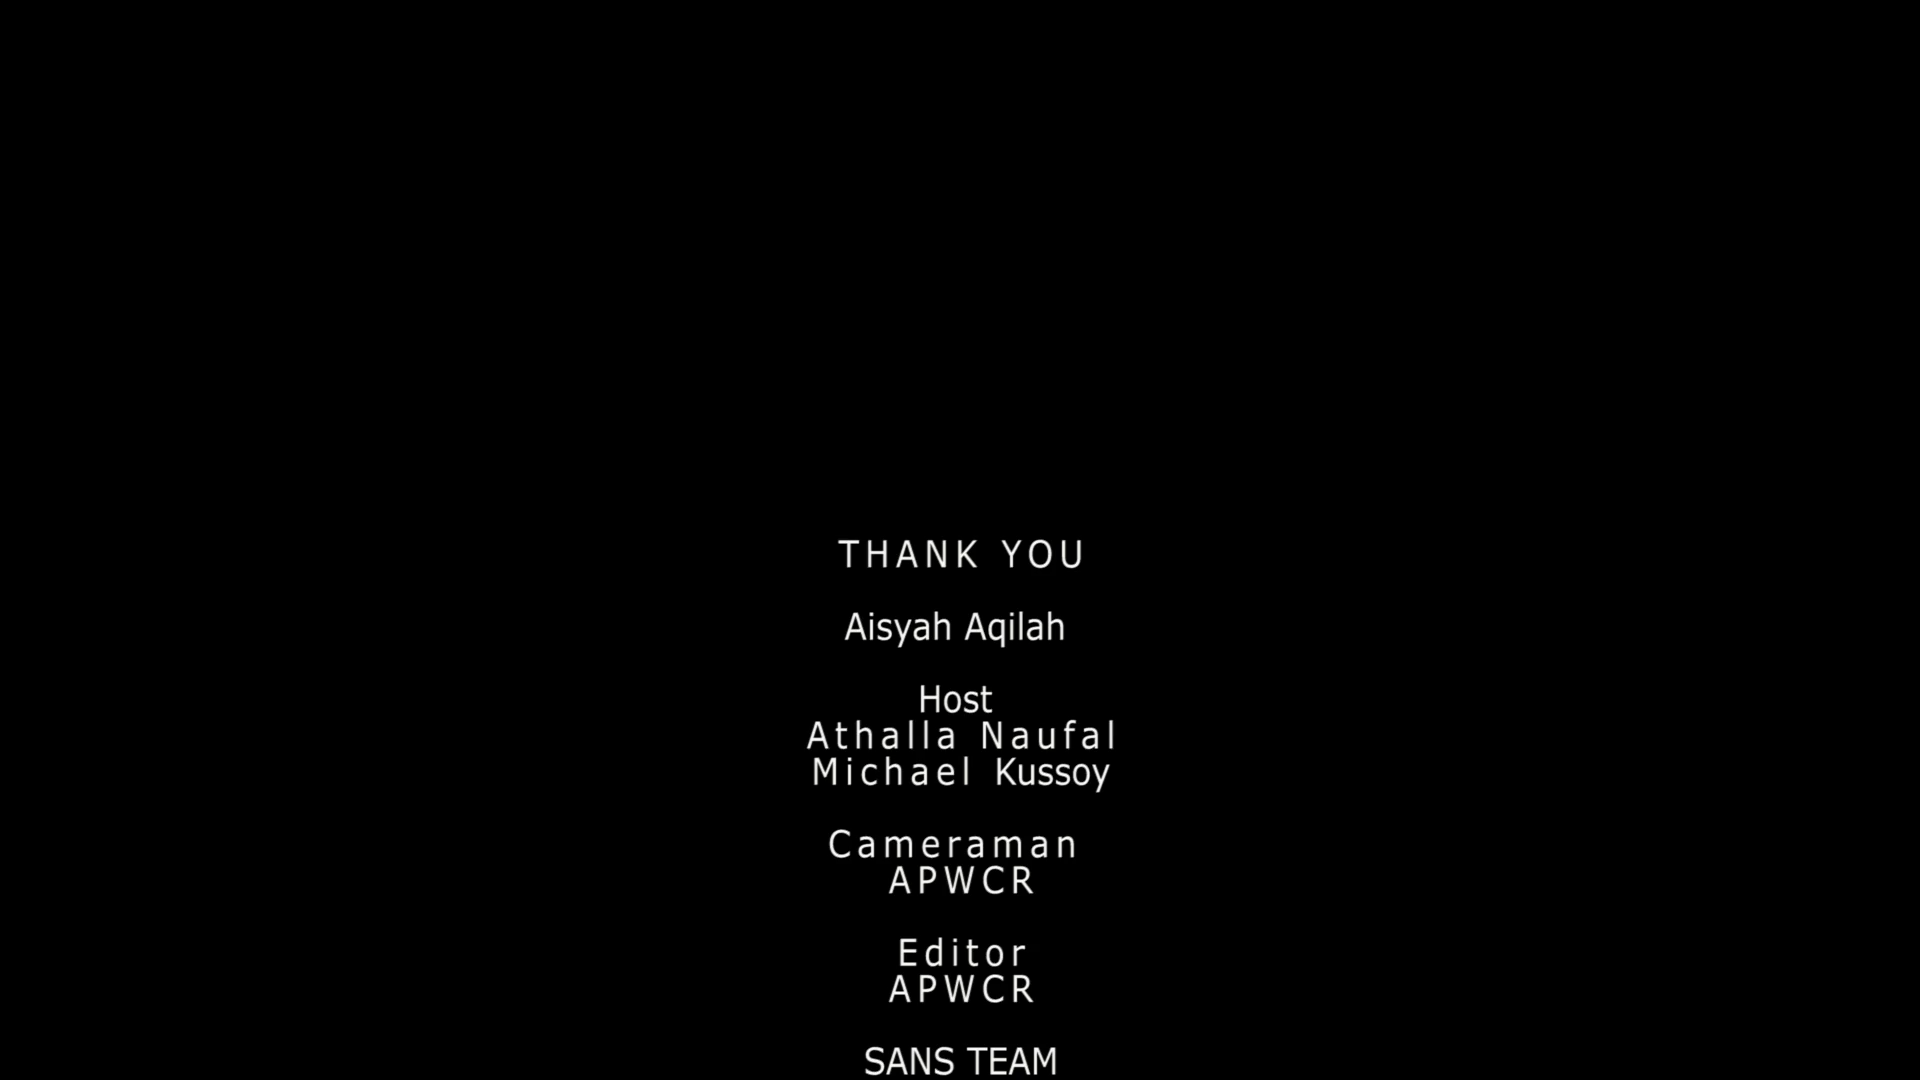 THANK YOU
Aisyah Aqilah
Host
Athalla Naufal
Michael Kussoy
Cameraman
APWCR
Editor
APWCR
SANS TEAM